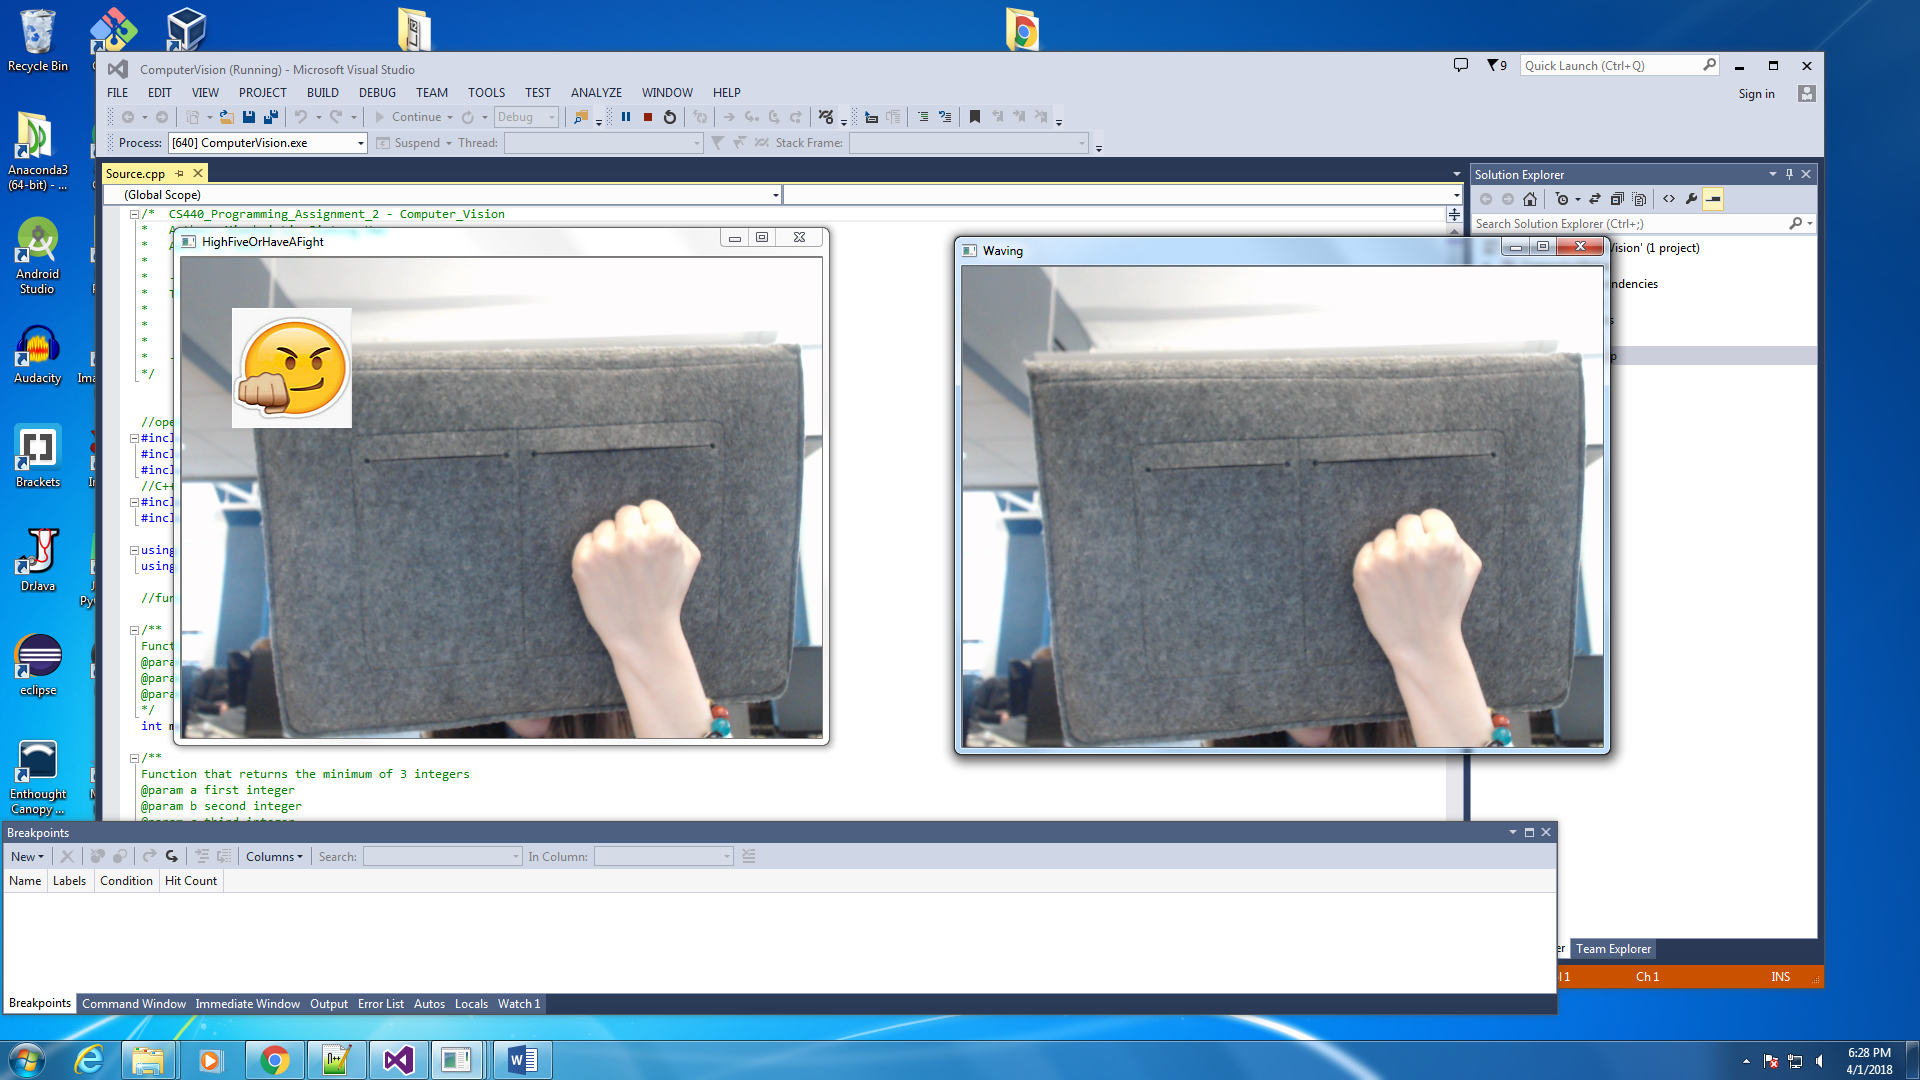 Recycle Bin
ComputerVision (Running) - Microsoft Visual Studio
9
Quick Launch (Ctrl+Q)
FILE EDIT VIEW PROJECT BUILD DEBUG TEAM TOOLS TEST ANALYZE WINDOW HELP
Sign in
Continue Debug
Process: [640] ComputerVision.exe Suspend Thread: Stack Frame:
Anaconda3
(64-bit) - ...
Source.cpp
Solution Explorer
(Global Scope)
Search Solution Explorer (Ctrl+;)
/* CS440_Programming_Assignment_2 - Computer_Vision
HighFiveOrHaveAFight
Waving
(1 project)
Android
Studio
*/
Audacity
//ope
#incl
#incl
#incl
//C++
#incl
#incl
Brackets
using
using
DrJava
//fun
/**
Funct
@para
@para
@para
*/
int m
eclipse
/**
Function that returns the minimum of 3 integers
@param a first integer
@param b second integer
Enthought
Canopy ...
Breakpoints
New Columns Search: In Column:
Name Labels Condition Hit Count
Team Explorer
Ch 1 INS
Breakpoints Command Window Immediate Window Output Error List Autos Locals Watch 1
6:28 PM
4/1/2018